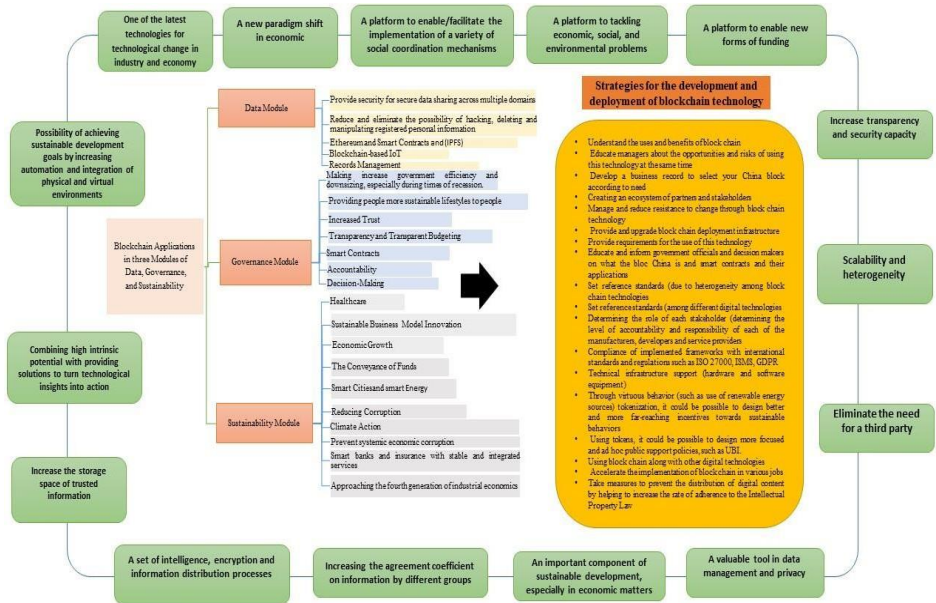 One of the latest
technologies for
technological change in
industry and economy
A new paradigm shift
in economic
A platform to enable/facilitate the
implementation of a variety of
social coordination mechanisms
A platform to tackling
economic, social, and
environmental problems
A platform to enable new
forms of funding
Possibility of achieving
sustainable development
goals by increasing
automation and integration
of physical and virtual
environments
Combining high intrinsic
potential with providing
solutions to turn technological
insights into action
Increase the storage
space of trusted
information
Blockchain Applications
in three Modules of
Data, Governance,
and Sustainability
Data Module
Provide security for secure data sharing across multiple domains
Reduce and eliminate the possibility of hacking, deleting and
manipulating registered personal information
Ethereum and Smart Contracts and (IPFS)
Blockchain-based IoT
Records Management
Governance Module
Making increase government efficiency and
downsizing, especially during times of recession.
Providing people more sustainable lifestyles to people
Increased Trust
Transparency and Transparent Budgeting
Smart Contracts
Accountability
Decision-Making
Sustainability Module
Healthcare
Sustainable Business Model Innovation
Economic Growth
The Conveyance of Funds
Smart Cities and smart Energy
Reducing Corruption
Climate Action
Prevent systemic economic corruption
Smart banks and insurance with stable and integrated
services
Approaching the fourth generation of industrial economics
Strategies for the development and
deployment of blockchain technology
• Understand the uses and benefits of block chain
• Educate managers about the opportunities and risks of using
this technology at the same time
• Develop a business record to select your China block
according to need
• Creating an ecosystem of partners and stakeholders
• Manage and reduce resistance to change through block chain
technology
• Provide and upgrade block chain deployment infrastructure
• Provide requirements for the use of this technology
• Educate and inform government officials and decision makers
on what the bloc China is and smart contracts and their
applications
• Set reference standards (due to heterogeneity among block
chain technologies
• Set reference standards (among different digital technologies
• Determining the role of each stakeholder (determining the
level of accountability and responsibility of each of the
manufacturers, developers and service providers
• Compliance of implemented frameworks with international
standards and regulations such as ISO 27000, ISMS, GDPR
• Technical infrastructure support (hardware and software
equipment)
• Through virtuous behavior (such as use of renewable energy
sources) tokenization, it could be possible to design better and
more far-reaching incentives towards sustainable
behaviors
• Using tokens, it could be possible to design more focused
and ad hoc public support policies, such as UBI.
• Using block chain along with other digital technologies
• Accelerate the implementation of blockchain in various jobs
• Take measures to prevent the distribution of digital content
by helping to increase the rate of adherence to the Intellectual
Property Law
Increase transparency
and security capacity
Scalability and
heterogeneity
Eliminate the need
for a third party
A set of intelligence, encryption and
information distribution processes
Increasing the agreement coefficient
on information by different groups
An important component of
sustainable development,
especially in economic matters
A valuable tool in data
management and privacy